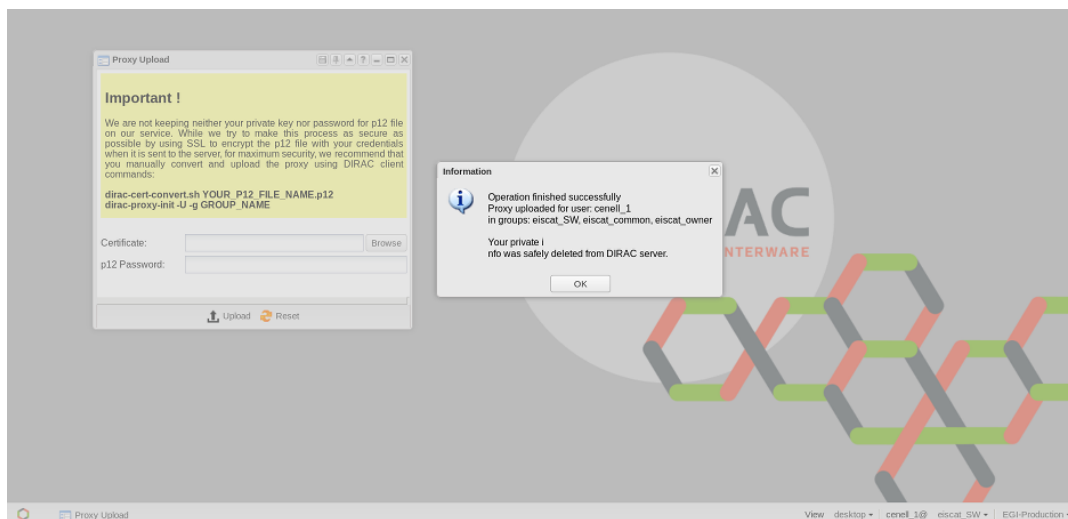 Proxy Upload
Important !
We are not keeping neither your private key nor password for p12 file
on our service. While we try to make this process as secure as
possible by using SSL to encrypt the p12 file with your credentials
when it is sent to the server, for maximum security, we recommend that
you manually convert and upload the proxy using DIRAC client
commands:
dirac-cert-convert.sh YOUR_P12_FILE_NAME.p12
dirac-proxy-init -U -g GROUP_NAME
Certificate:
Browse
p12 Password:
Upload
Reset
Information
Operation finished successfully
Proxy uploaded for user: cenell_1
in groups: eiscat_SW, eiscat_common, eiscat_owner
Your private i
nfo was safely deleted from DIRAC server.
OK
AC
NTERWARE
Proxy Upload
View desktop cenell_1@ eiscat_SW EGI-Production